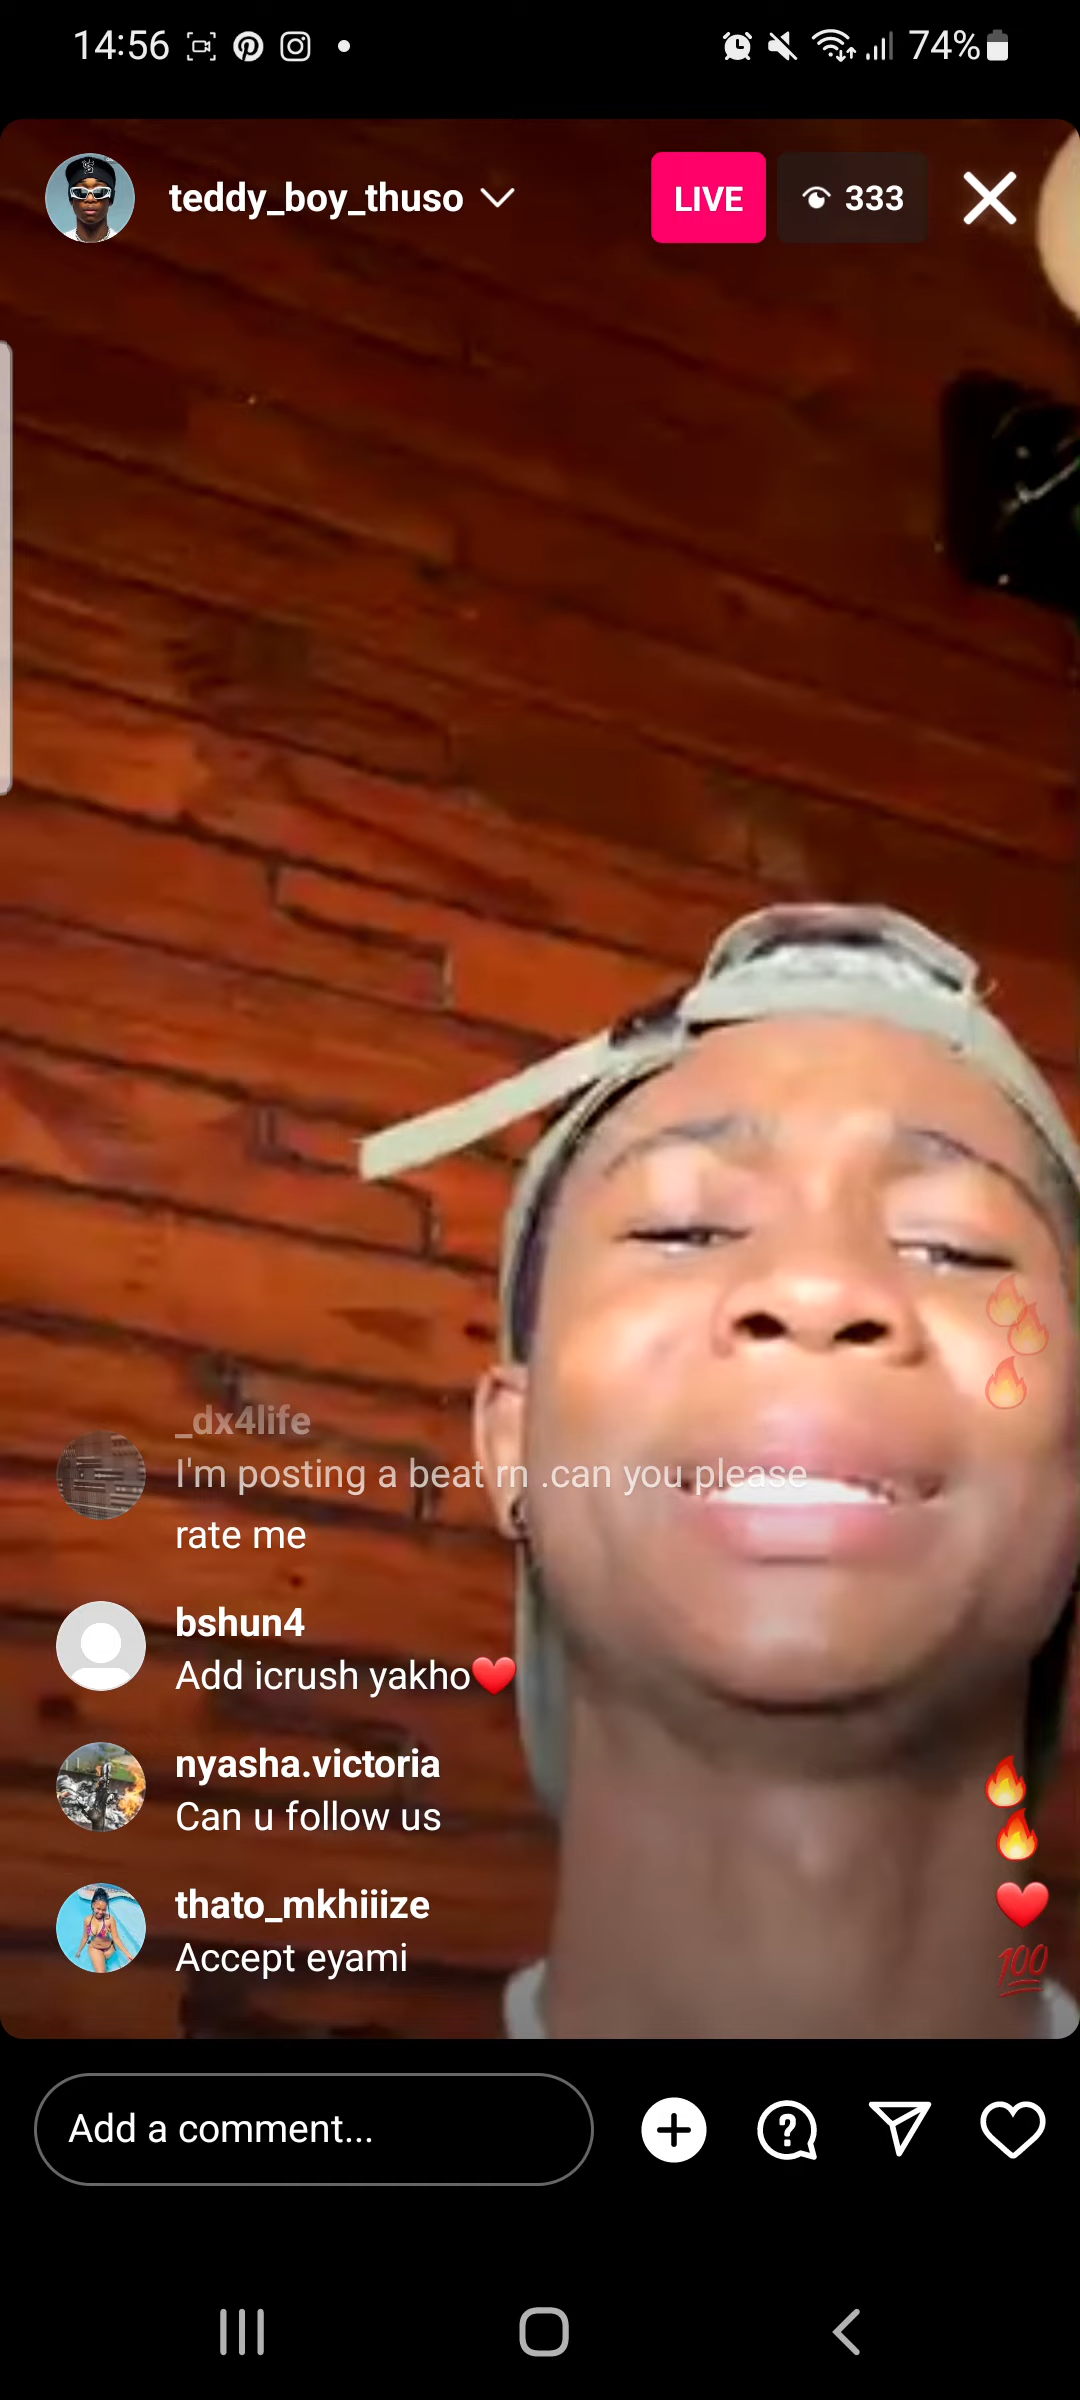 14:56
74%
teddy_boy_thuso
LIVE
333
_dx4life
I'm posting a beat rn .can you please
rate me
bshun4
Add icrush yakho❤️
nyasha.victoria
Can u follow us
thato_mkhiiize
Accept eyami
💯
Add a comment...